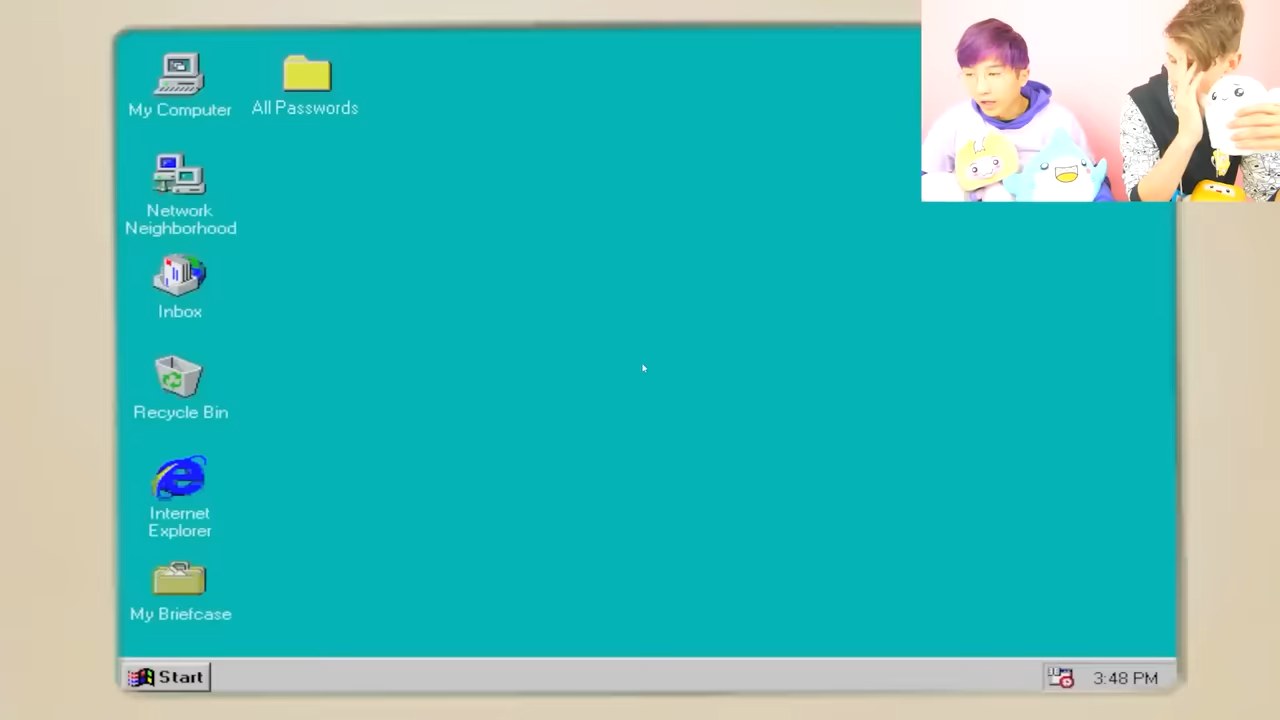 My Computer
All Passwords
Network
Neighborhood
Inbox
Recycle Bin
Internet
Explorer
My Briefcase
Start
3:48 PM